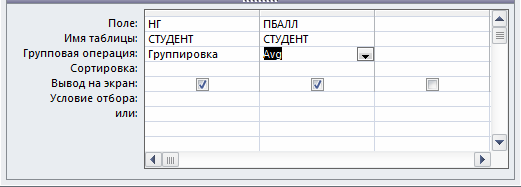 Поле: НГ ПБАЛЛ
Имя таблицы: СТУДЕНТ СТУДЕНТ
Групповая операция: Группировка Avg
Сортировка:
Вывод на экран:
Условие отбора:
или: